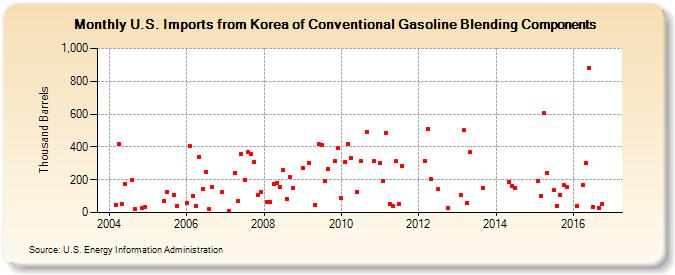 Monthly U.S. Imports from Korea of Conventional Gasoline Blending Components
Thousand Barrels
1,000
800
600
400
200
0
2004 2006 2008 2010 2012 2014 2016
Source: U.S. Energy Information Administration